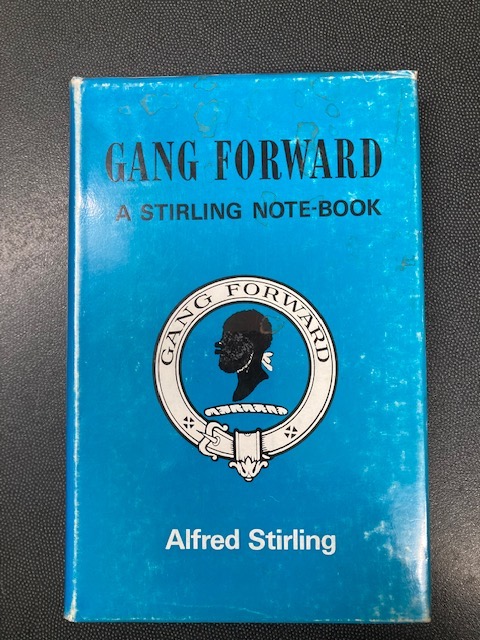 GANG FORWARD
A STIRLING NOTE-BOOK
GANG FORWARD
Alfred Stirling